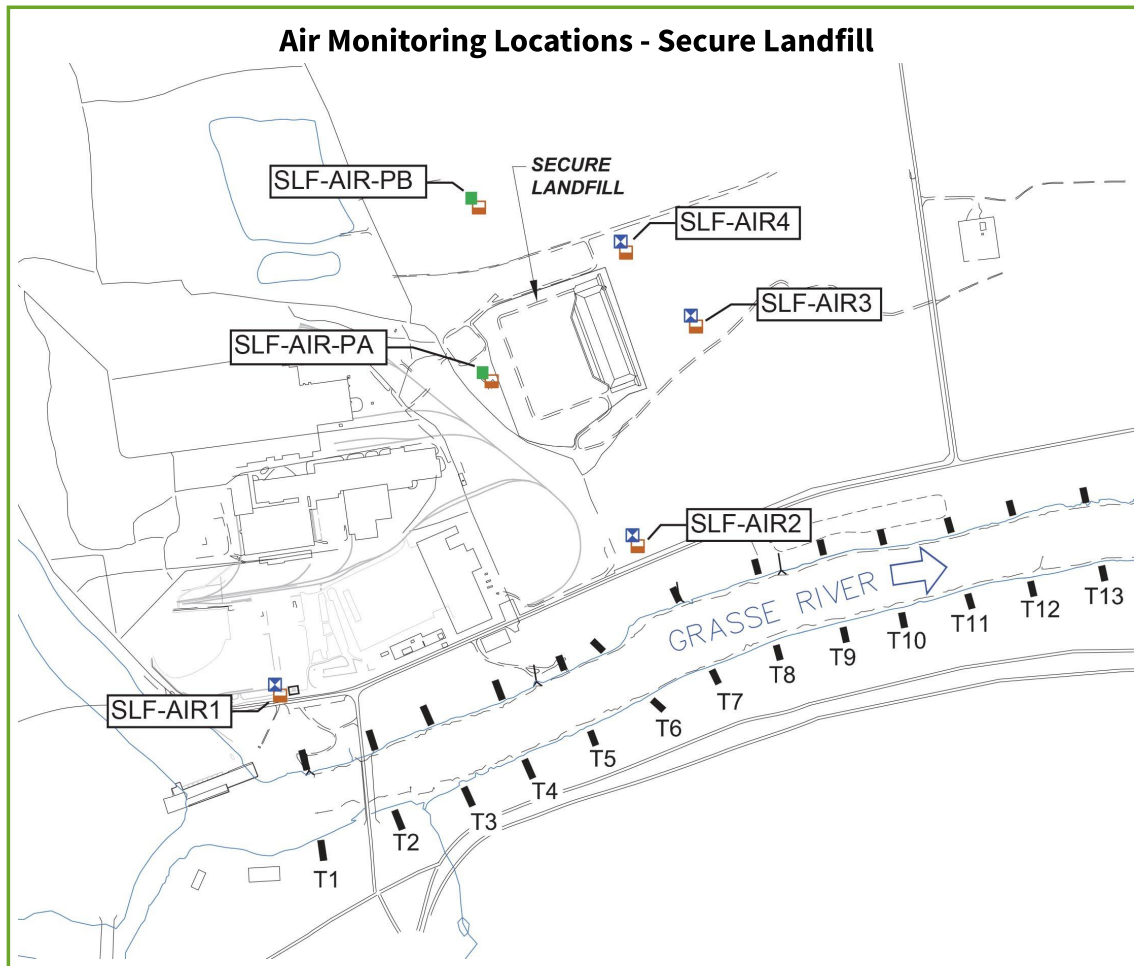 Air Monitoring Locations - Secure Landfill
SLF-AIR-PB
SECURE
LANDFILL
SLF-AIR4
SLF-AIR3
SLF-AIR-PA
SLF-AIR2
GRASSE RIVER
SLF-AIR1
T13
T12
T11
T10
T9
T8
T7
T6
T5
T4
T3
T2
T1